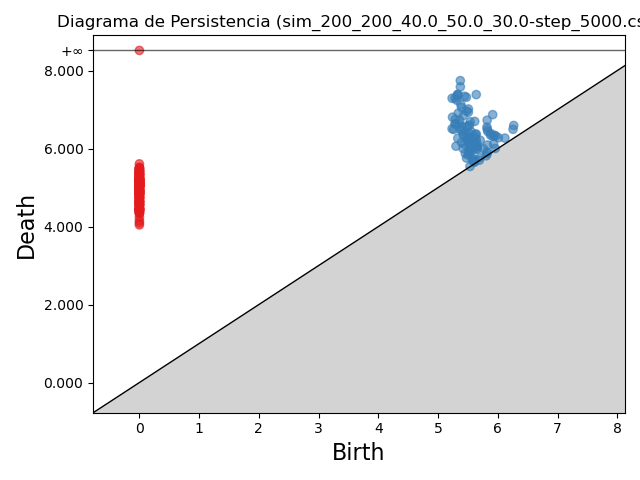 Diagrama de Persistencia (sim_200_200_40.0_50.0_30.0-step_5000.cs
+∞
8.000
6.000
4.000
2.000
0.000
Death
0 1 2 3 4 5 6 7 8
Birth